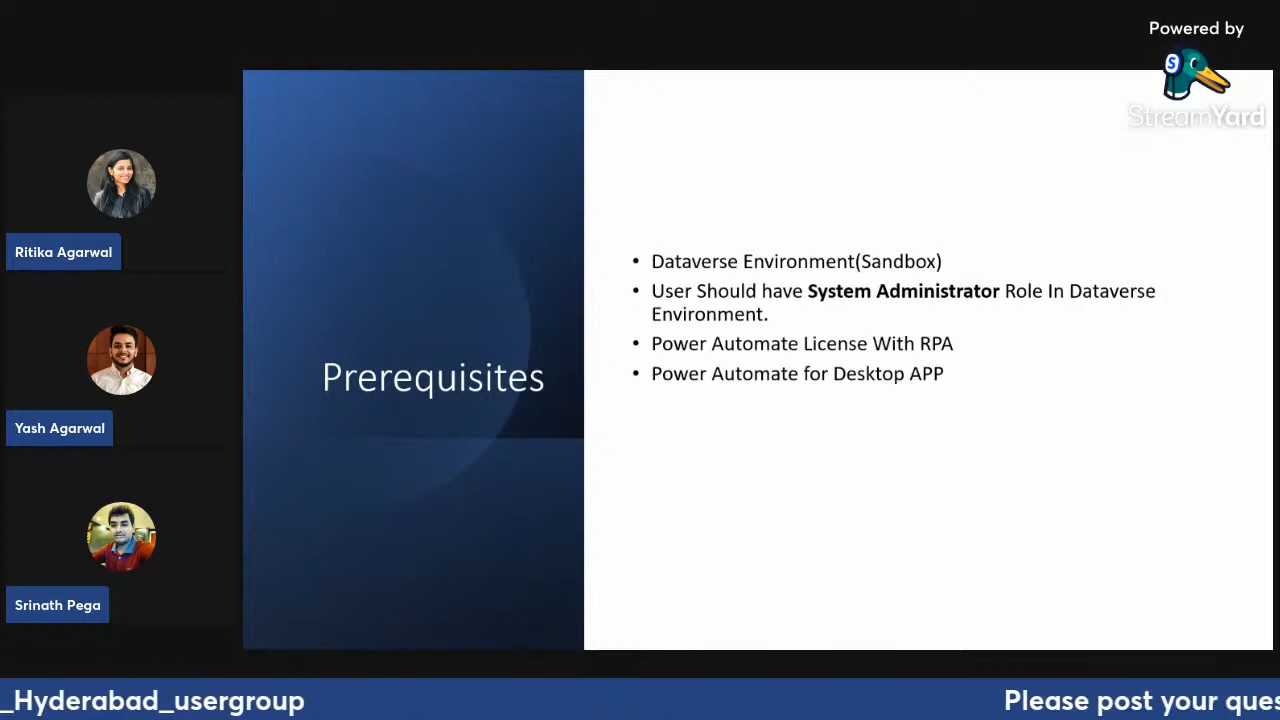 Powered by
S
StreamYard
Ritika Agarwal
Yash Agarwal
Srinath Pega
Prerequisites
• Dataverse Environment(Sandbox)
• User Should have System Administrator Role In Dataverse
Environment.
• Power Automate License With RPA
• Power Automate for Desktop APP
_Hyderabad_usergroup
Please post your ques